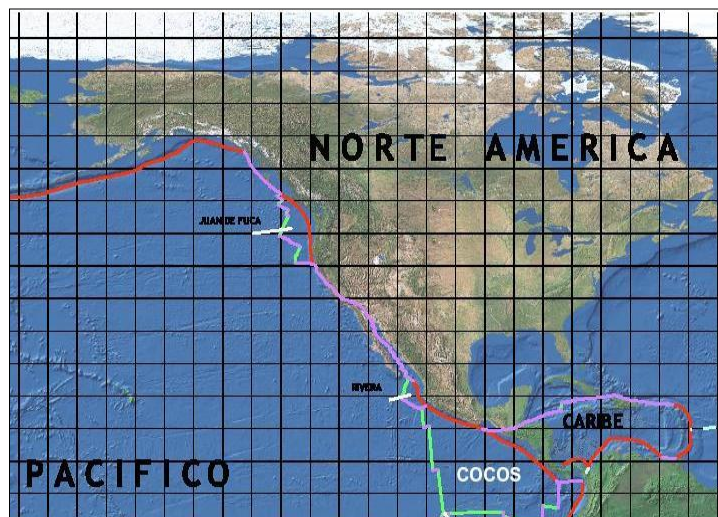 NORTE AMERICA
JUAN DE FUCA
RIVERA
CARIBE
PACIFICO
COCOS